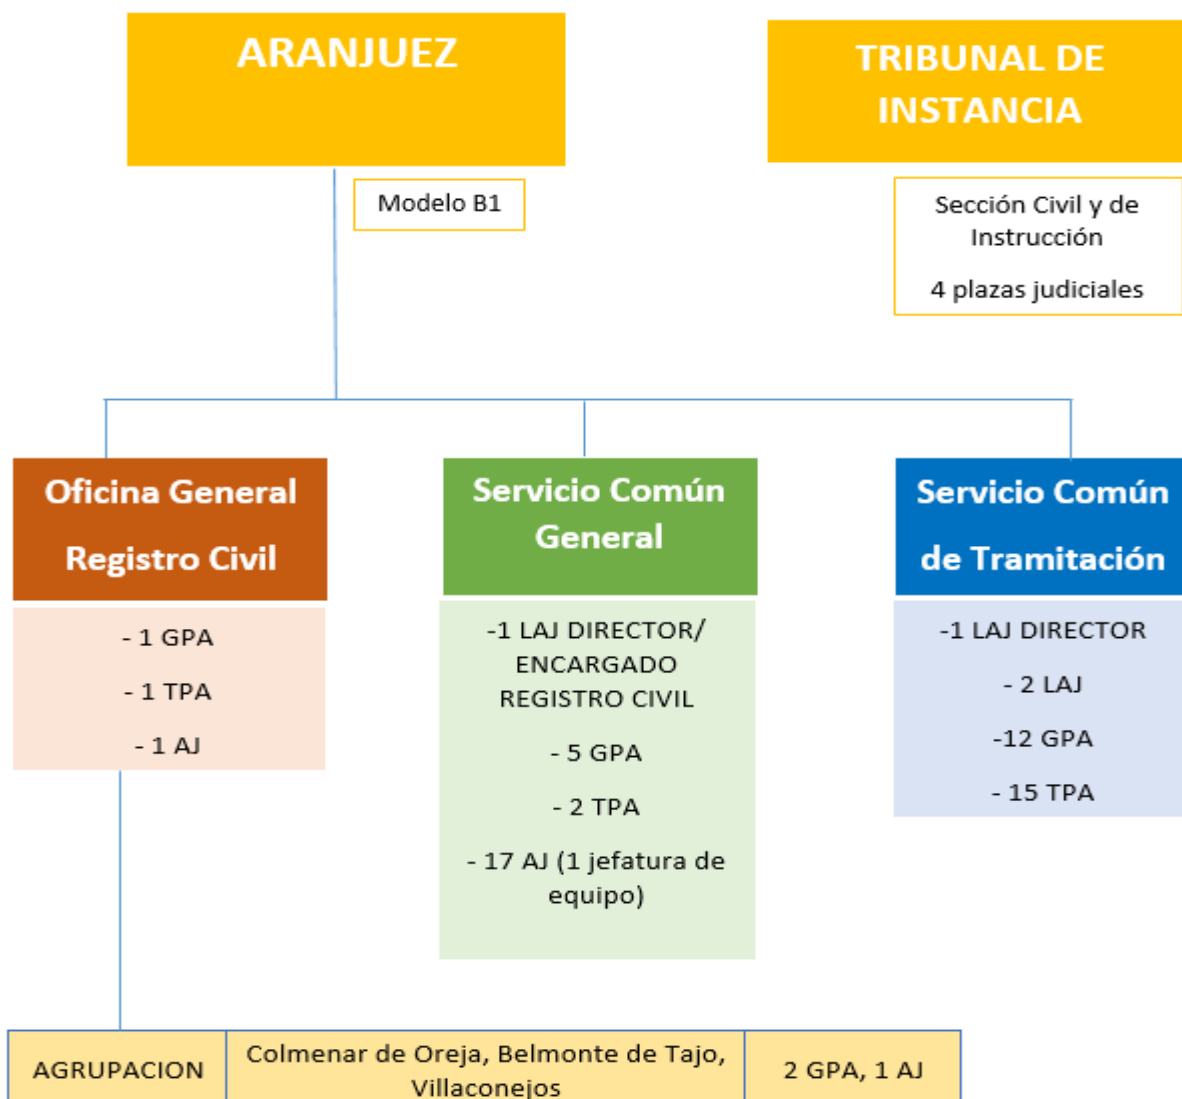 ARANJUEZ
TRIBUNAL DE
INSTANCIA
Modelo B1
Sección Civil y de
Instrucción
4 plazas judiciales
Oficina General
Registro Civil
- 1 GPA
- 1 TPA
- 1 AJ
Servicio Común
General
-1 LAJ DIRECTOR/
ENCARGADO
REGISTRO CIVIL
- 5 GPA
- 2 TPA
- 17 AJ (1 jefatura de
equipo)
Servicio Común
de Tramitación
-1 LAJ DIRECTOR
- 2 LAJ
-12 GPA
- 15 TPA
AGRUPACION
Colmenar de Oreja, Belmonte de Tajo,
Villaconejos
2 GPA, 1 AJ